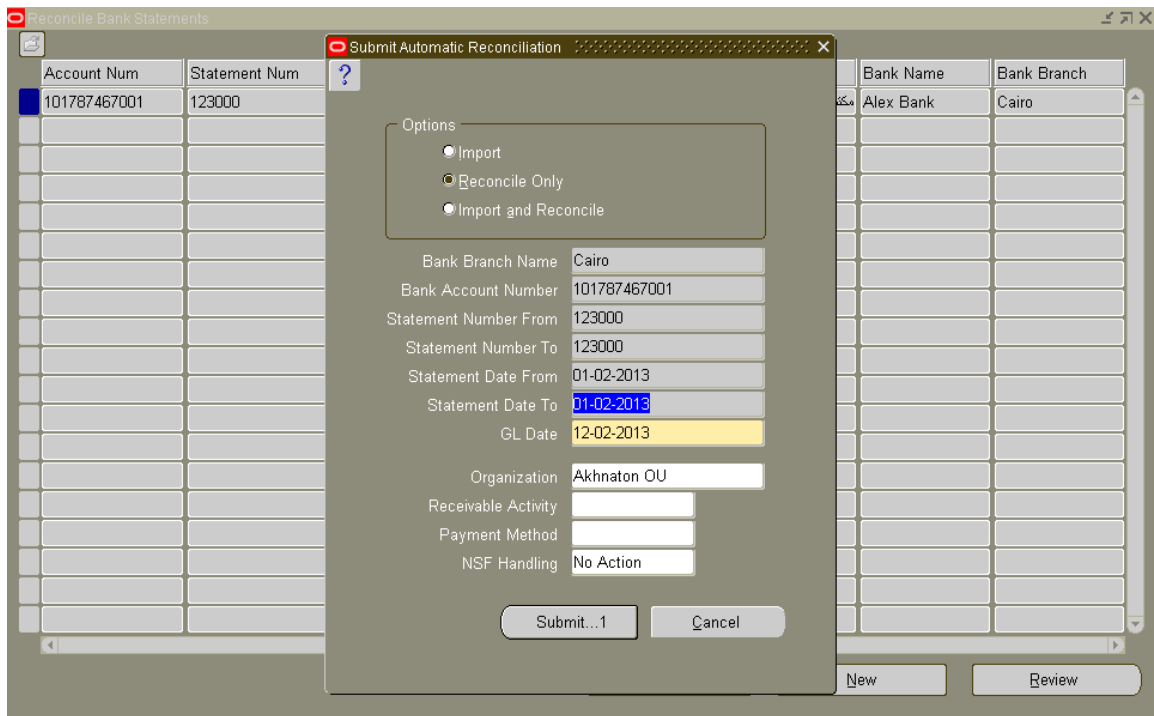 Reconcile Bank Statements
Submit Automatic Reconciliation
?
Account Num Statement Num Bank Name Bank Branch
101787467001 123000 Alex Bank Cairo
Options
Import
Reconcile Only
Import and Reconcile
Bank Branch Name Cairo
Bank Account Number 101787467001
Statement Number From 123000
Statement Number To 123000
Statement Date From 01-02-2013
Statement Date To 01-02-2013
GL Date 12-02-2013
Organization Akhnaton OU
Receivable Activity
Payment Method
NSF Handling No Action
Submit...1 Cancel
New Review